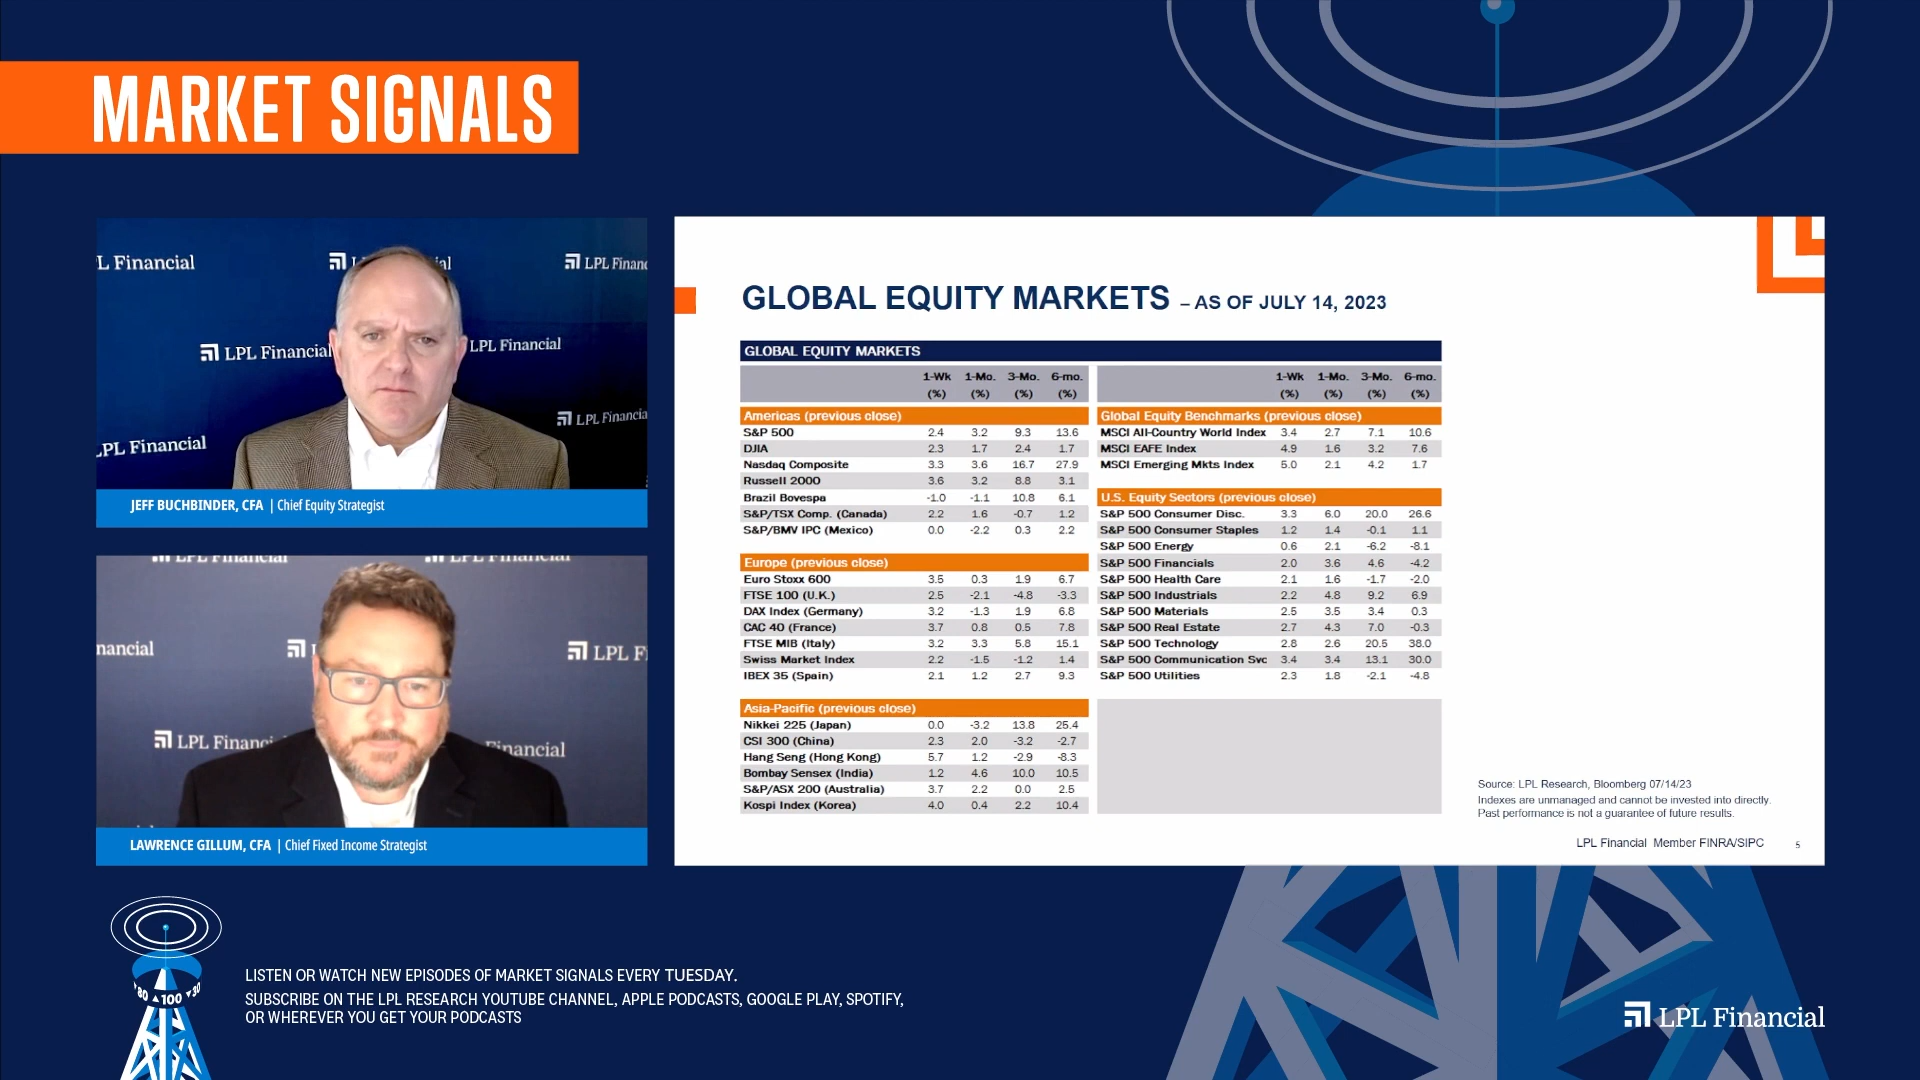 MARKET SIGNALS
L Financial
LPL Financial
LPL Financial
LPL Financial
LPL Financial
JEFF BUCHBINDER, CFA | Chief Equity Strategist
LPL Financial
LAWRENCE GILLUM, CFA | Chief Fixed Income Strategist
GLOBAL EQUITY MARKETS – AS OF JULY 14, 2023
GLOBAL EQUITY MARKETS
1-Wk 1-Mo. 3-Mo. 6-mo.
(%) (%) (%) (%)
Americas (previous close)
S&P 500 2.4 3.2 9.3 13.6
DJIA 2.3 1.7 2.4 1.7
Nasdaq Composite 3.3 3.6 16.7 27.9
Russell 2000 3.6 3.2 8.8 3.1
Brazil Bovespa -1.0 -1.1 10.8 6.1
S&P/TSX Comp. (Canada) 2.2 1.6 -0.7 1.2
S&P/BMV IPC (Mexico) 0.0 -2.2 0.3 2.2
Europe (previous close)
Euro Stoxx 600 3.5 0.3 1.9 6.7
FTSE 100 (U.K.) 2.5 -2.1 -4.8 -3.3
DAX Index (Germany) 3.2 -1.3 1.9 6.8
CAC 40 (France) 3.7 0.8 0.5 7.8
FTSE MIB (Italy) 3.2 3.3 5.8 15.1
Swiss Market Index 2.2 -1.5 -1.2 1.4
IBEX 35 (Spain) 2.1 1.2 2.7 9.3
Asia-Pacific (previous close)
Nikkei 225 (Japan) 0.0 -3.2 13.8 25.4
CSI 300 (China) 2.3 2.0 -3.2 -2.7
Hang Seng (Hong Kong) 5.7 1.2 -2.9 -8.3
Bombay Sensex (India) 1.2 4.6 10.0 10.5
S&P/ASX 200 (Australia) 3.7 2.2 0.0 2.5
Kospi Index (Korea) 4.0 0.4 2.2 10.4
1-Wk 1-Mo. 3-Mo. 6-mo.
(%) (%) (%) (%)
Global Equity Benchmarks (previous close)
MSCI All-Country World Index 3.4 2.7 7.1 10.6
MSCI EAFE Index 4.9 1.6 3.2 7.6
MSCI Emerging Mkts Index 5.0 2.1 4.2 1.7
U.S. Equity Sectors (previous close)
S&P 500 Consumer Disc. 3.3 6.0 20.0 26.6
S&P 500 Consumer Staples 1.2 1.4 -0.1 1.1
S&P 500 Energy 0.6 2.1 -6.2 -8.1
S&P 500 Financials 2.0 3.6 4.6 -4.2
S&P 500 Health Care 2.1 1.6 -1.7 -2.0
S&P 500 Industrials 2.2 4.8 9.2 6.9
S&P 500 Materials 2.5 3.5 3.4 0.3
S&P 500 Real Estate 2.7 4.3 7.0 -0.3
S&P 500 Technology 2.8 2.6 20.5 38.0
S&P 500 Communication Svc 3.4 3.4 13.1 30.0
S&P 500 Utilities 2.3 1.8 -2.1 -4.8
Source: LPL Research, Bloomberg 07/14/23
Indexes are unmanaged and cannot be invested into directly.
Past performance is not a guarantee of future results.
LPL Financial Member FINRA/SIPC 5
80 100
LISTEN OR WATCH NEW EPISODES OF MARKET SIGNALS EVERY TUESDAY.
SUBSCRIBE ON THE LPL RESEARCH YOUTUBE CHANNEL, APPLE PODCASTS, GOOGLE PLAY, SPOTIFY,
OR WHEREVER YOU GET YOUR PODCASTS
LPL Financial